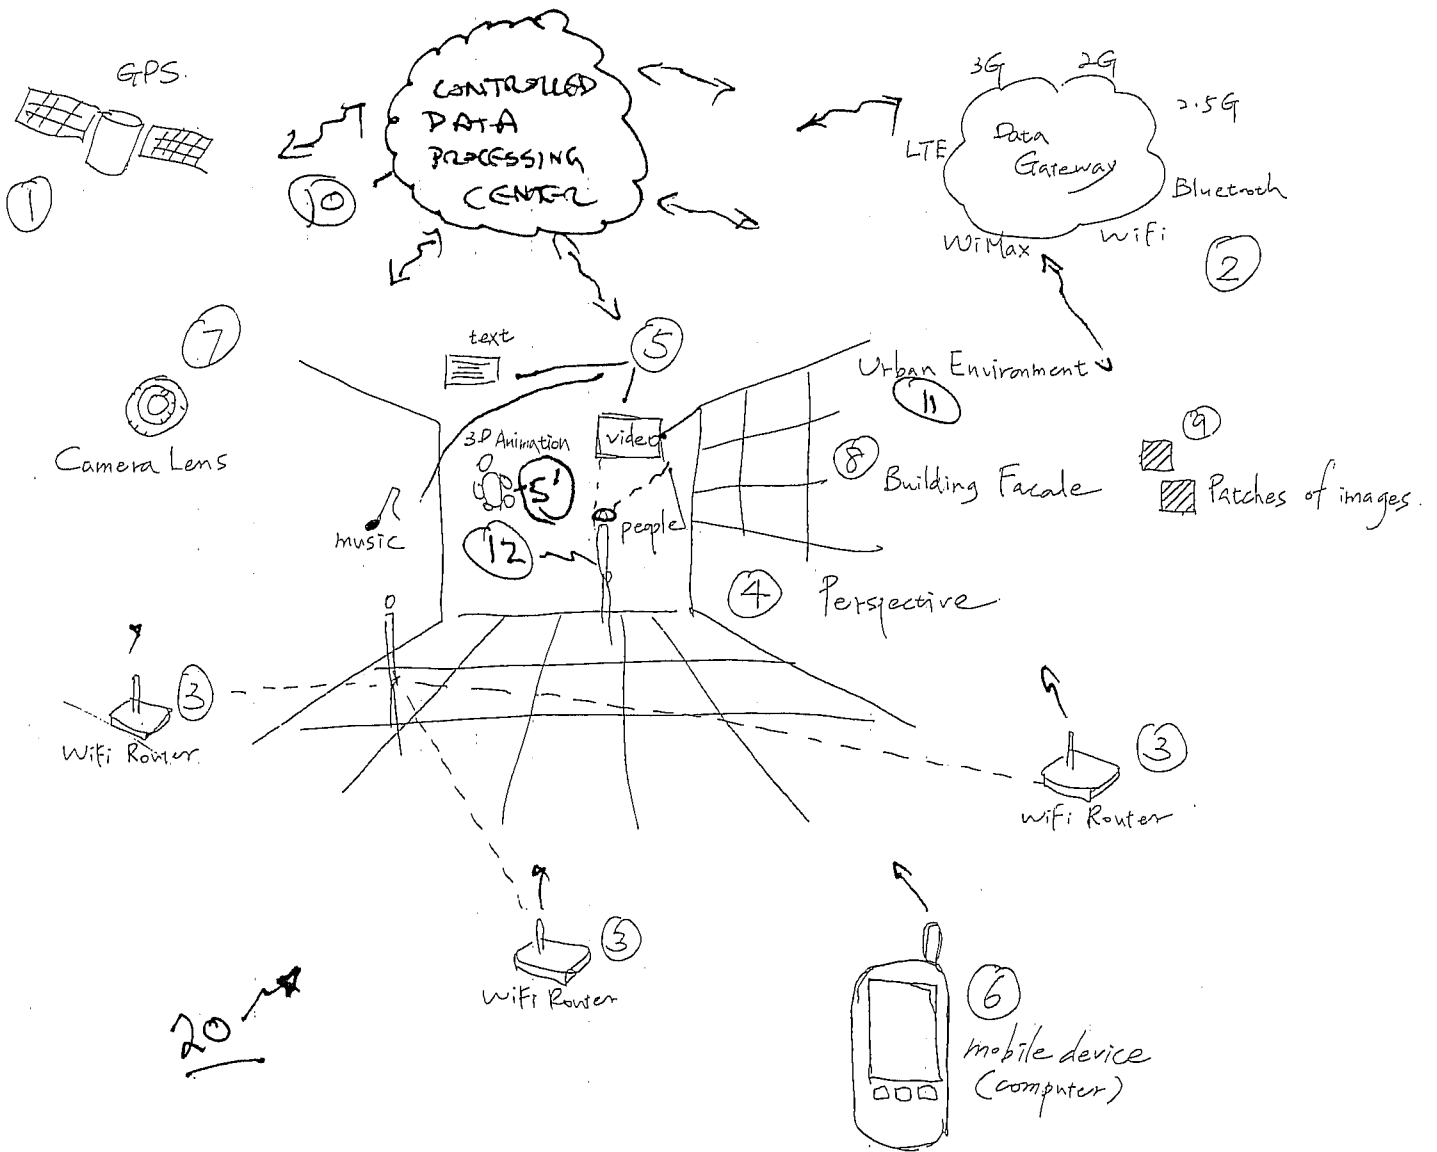 GPS.
1
CONTROLLED
DATA
PROCESSING
CENTER
10
3G
2G
2.5G
LTE
Data
Gateway
Bluetooth
WiFi
WiMax
2
7
Camera Lens
text
5
3D Animation
5'
video
music
12
people
Urban Environment
11
8
Building Facade
9
Patches of images.
4
Perspective
3
WiFi Router
3
WiFi Router
3
WiFi Router
6
mobile device
(computer)
20